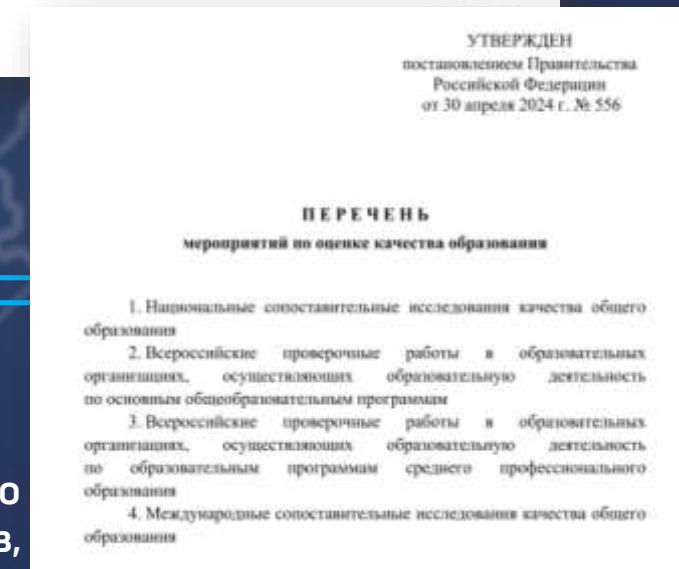 УТВЕРЖДЕН
постановлением Правительства
Российской Федерации
от 30 апреля 2024 г. № 556
П Е Р Е Ч Е Н Ь
мероприятий по оценке качества образования
1. Национальные сопоставительные исследования качества общего
образования
2. Всероссийские проверочные работы в образовательных
организациях, осуществляющих образовательную деятельность
по основным общеобразовательным программам
3. Всероссийские проверочные работы в образовательных
организациях, осуществляющих образовательную деятельность
по образовательным программам среднего профессионального
образования
4. Международные сопоставительные исследования качества общего
образования
о
в,